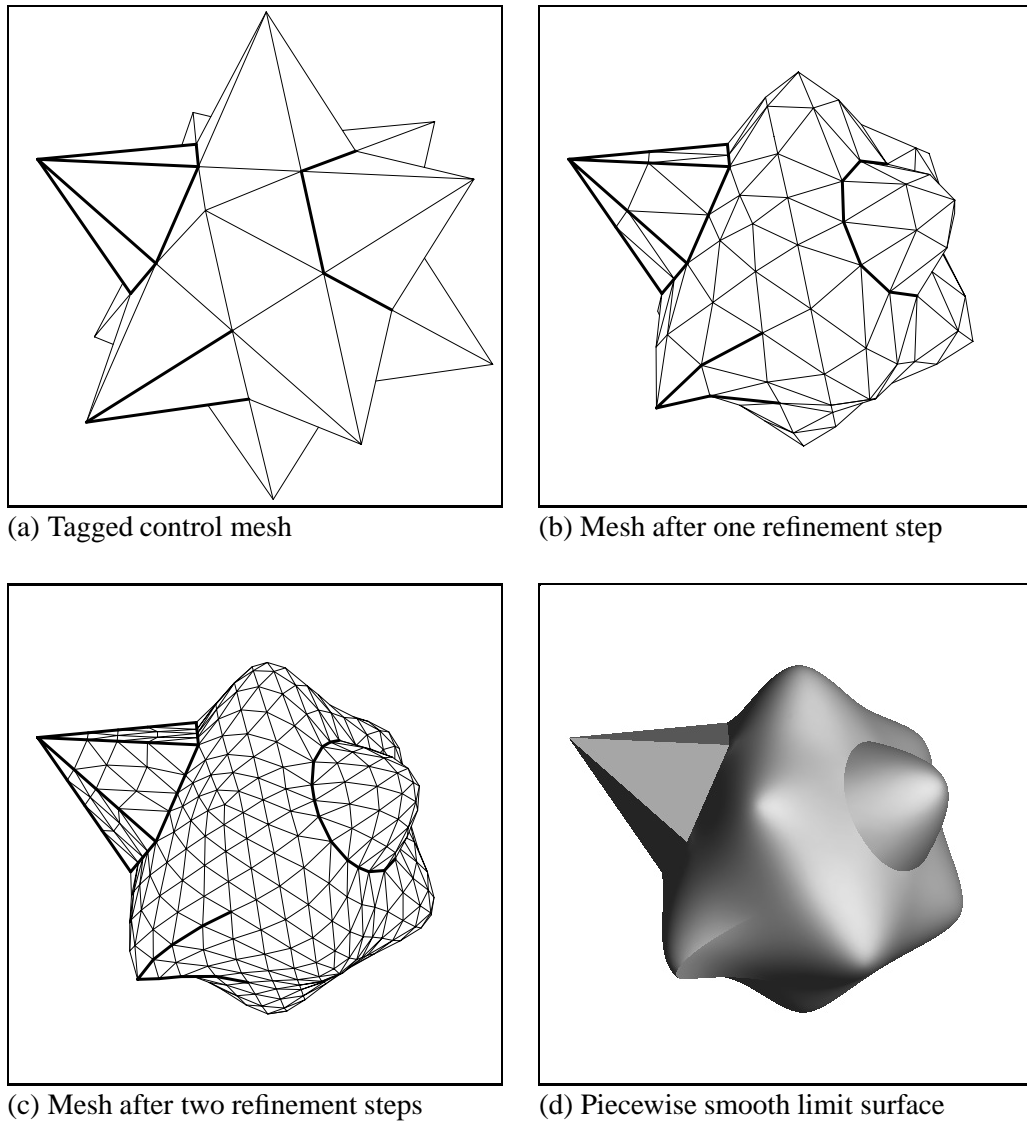 (a) Tagged control mesh
(b) Mesh after one refinement step
(c) Mesh after two refinement steps
(d) Piecewise smooth limit surface